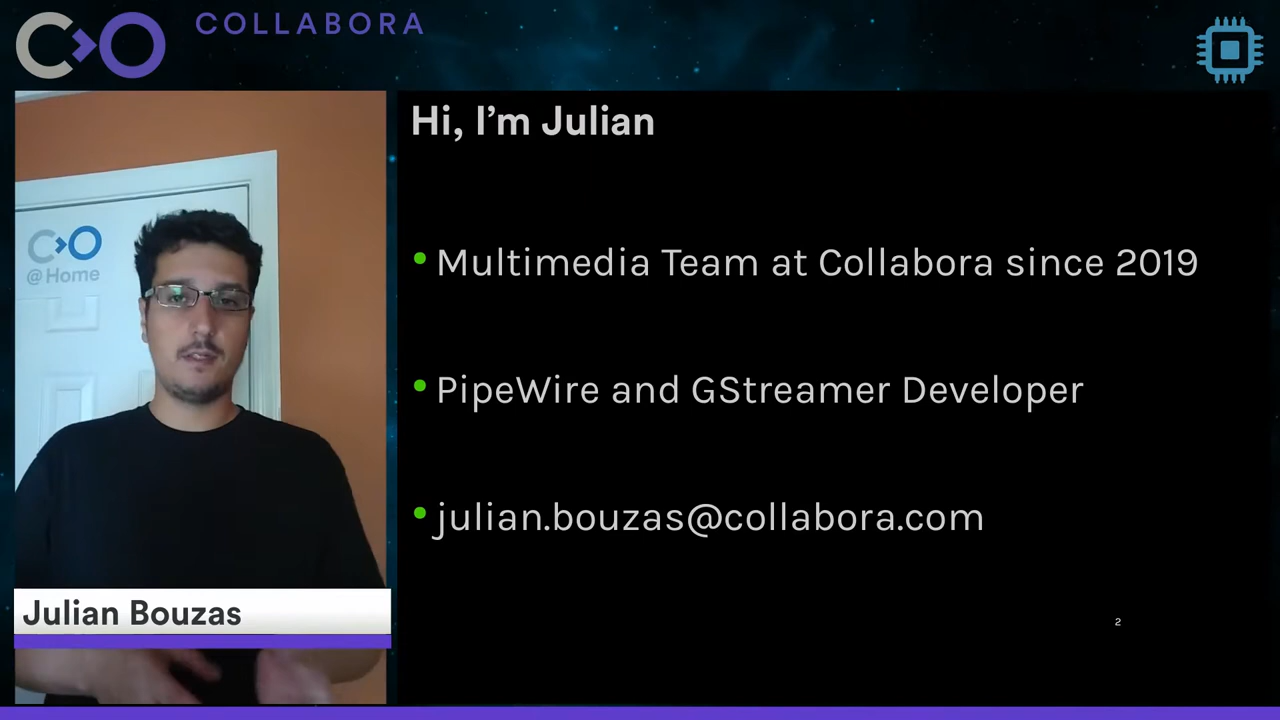 COLLABORA
@Home
Hi, I'm Julian
Multimedia Team at Collabora since 2019
PipeWire and GStreamer Developer
julian.bouzas@collabora.com
Julian Bouzas
2